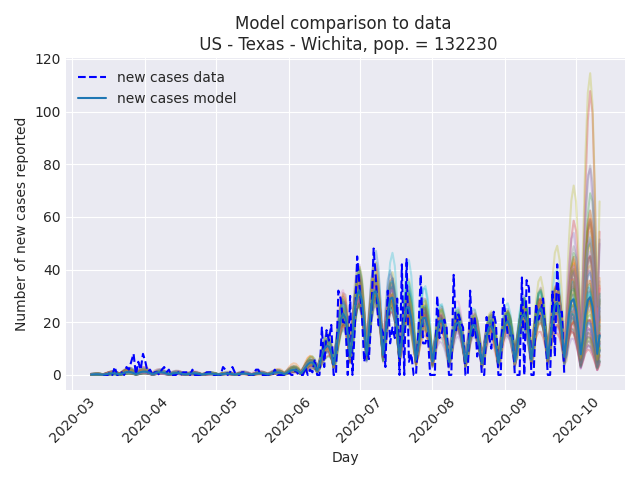 Model comparison to data
US - Texas - Wichita, pop. = 132230
120
100
80
60
40
20
0
Number of new cases reported
new cases data
new cases model
2020-03
2020-04
2020-05
2020-06
2020-07
2020-08
2020-09
2020-10
Day